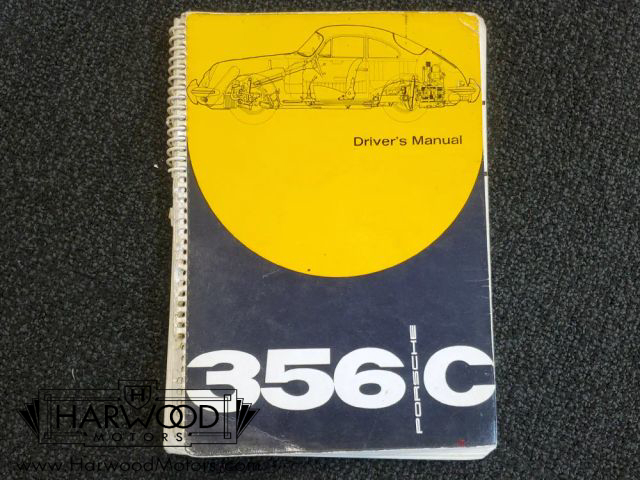 Driver's Manual
356 C
PORSCHE
H
HARWOOD
MOTORS
www.HarwoodMotors.com